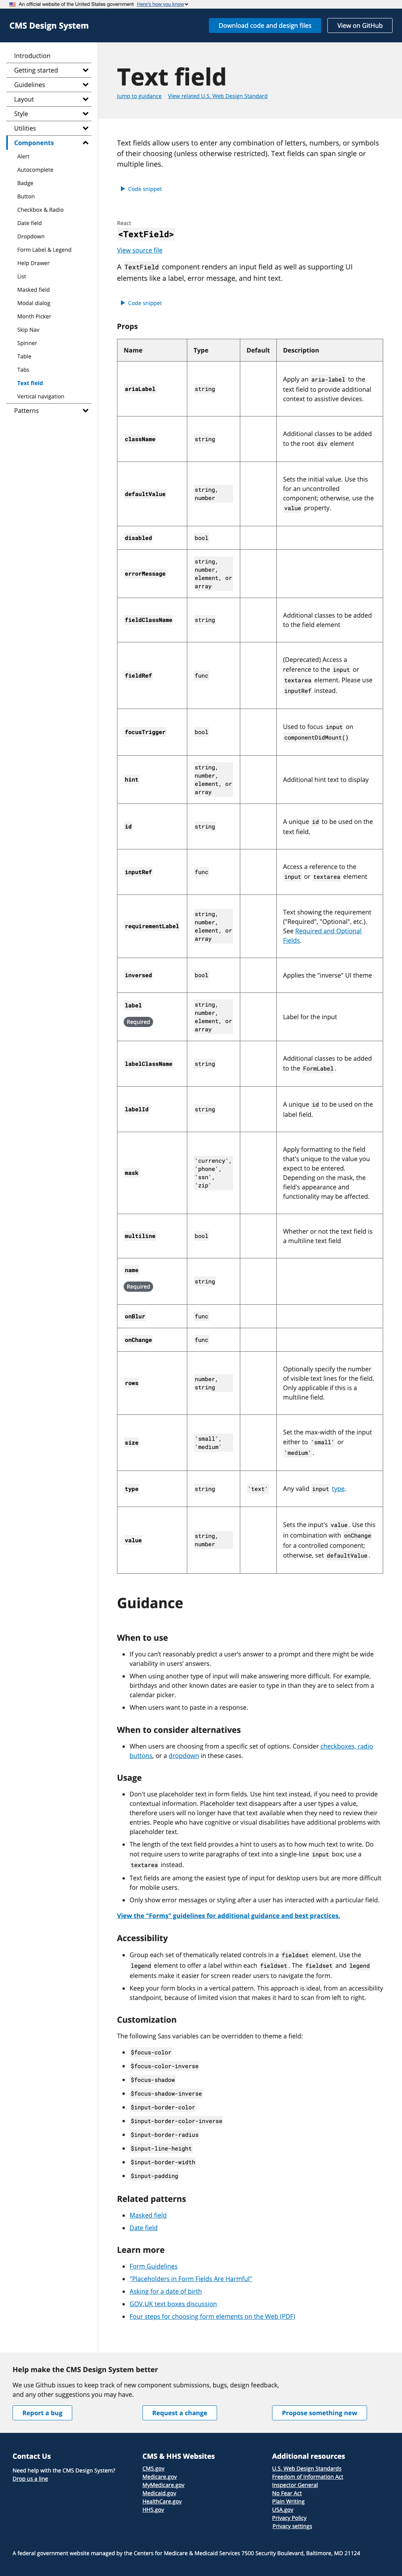 An official website of the United States government Here's how you know
CMS Design System
Download code and design files
View on GitHub
Introduction
Getting started
Guidelines
Layout
Style
Utilities
Components
Alert
Autocomplete
Badge
Button
Checkbox & Radio
Date field
Dropdown
Form Label & Legend
Help Drawer
List
Masked field
Modal dialog
Month Picker
Skip Nav
Spinner
Table
Tabs
Text field
Vertical navigation
Patterns
Text field
Jump to guidance View related U.S. Web Design Standard
Text fields allow users to enter any combination of letters, numbers, or symbols
of their choosing (unless otherwise restricted). Text fields can span single or
multiple lines.
Code snippet
React
<TextField>
View source file
A TextField component renders an input field as well as supporting UI
elements like a label, error message, and hint text.
Code snippet
Props
Name Type Default Description
ariaLabel string Apply an aria-label to the
text field to provide additional
context to assistive devices.
className string Additional classes to be added
to the root div element
defaultValue string,
number
Sets the initial value. Use this
for an uncontrolled
component; otherwise, use the
value property.
disabled bool
errorMessage string,
number,
element, or
array
fieldClassName string Additional classes to be added
to the field element
fieldRef func (Deprecated) Access a
reference to the input or
textarea element. Please use
inputRef instead.
focusTrigger bool Used to focus input on
componentDidMount()
hint string,
number,
element, or
array
Additional hint text to display
id string A unique id to be used on the
text field.
inputRef func Access a reference to the
input or textarea element
requirementLabel string,
number,
element, or
array
Text showing the requirement
("Required", "Optional", etc.).
See Required and Optional
Fields.
inversed bool Applies the "inverse" UI theme
label
Required
string,
number,
element, or
array
Label for the input
labelClassName string Additional classes to be added
to the FormLabel.
labelId string A unique id to be used on the
label field.
mask 'currency',
'phone',
'ssn',
'zip'
Apply formatting to the field
that's unique to the value you
expect to be entered.
Depending on the mask, the
field's appearance and
functionality may be affected.
multiline bool Whether or not the text field is
a multiline text field
name
Required
string
onBlur func
onChange func
rows number,
string
Optionally specify the number
of visible text lines for the field.
Only applicable if this is a
multiline field.
size 'small',
'medium'
Set the max-width of the input
either to 'small' or
'medium'.
type string 'text' Any valid input type.
value string,
number
Sets the input's value. Use this
in combination with onChange
for a controlled component;
otherwise, set defaultValue.
Guidance
When to use
If you can't reasonably predict a user's answer to a prompt and there might be wide
variability in users' answers.
When using another type of input will make answering more difficult. For example,
birthdays and other known dates are easier to type in than they are to select from a
calendar picker.
When users want to paste in a response.
When to consider alternatives
When users are choosing from a specific set of options. Consider checkboxes, radio
buttons, or a dropdown in these cases.
Usage
Don't use placeholder text in form fields. Use hint text instead, if you need to provide
contextual information. Placeholder text disappears after a user types a value,
therefore users will no longer have that text available when they need to review their
entries. People who have cognitive or visual disabilities have additional problems with
placeholder text.
The length of the text field provides a hint to users as to how much text to write. Do
not require users to write paragraphs of text into a single-line input box; use a
textarea instead.
Text fields are among the easiest type of input for desktop users but are more difficult
for mobile users.
Only show error messages or styling after a user has interacted with a particular field.
View the "Forms" guidelines for additional guidance and best practices.
Accessibility
Group each set of thematically related controls in a fieldset element. Use the
legend element to offer a label within each fieldset. The fieldset and legend
elements make it easier for screen reader users to navigate the form.
Keep your form blocks in a vertical pattern. This approach is ideal, from an accessibility
standpoint, because of limited vision that makes it hard to scan from left to right.
Customization
The following Sass variables can be overridden to theme a field:
$focus-color
$focus-color-inverse
$focus-shadow
$focus-shadow-inverse
$input-border-color
$input-border-color-inverse
$input-border-radius
$input-line-height
$input-border-width
$input-padding
Related patterns
Masked field
Date field
Learn more
Form Guidelines
"Placeholders in Form Fields Are Harmful"
Asking for a date of birth
GOV.UK text boxes discussion
Four steps for choosing form elements on the Web (PDF)
Help make the CMS Design System better
We use Github issues to keep track of new component submissions, bugs, design feedback,
and any other suggestions you may have.
Report a bug
Request a change
Propose something new
Contact Us
Need help with the CMS Design System?
Drop us a line
CMS & HHS Websites
CMS.gov
Medicare.gov
MyMedicare.gov
Medicaid.gov
HealthCare.gov
HHS.gov
Additional resources
U.S. Web Design Standards
Freedom of Information Act
Inspector General
No Fear Act
Plain Writing
USA.gov
Privacy Policy
Privacy settings
A federal government website managed by the Centers for Medicare & Medicaid Services 7500 Security Boulevard, Baltimore, MD 21124